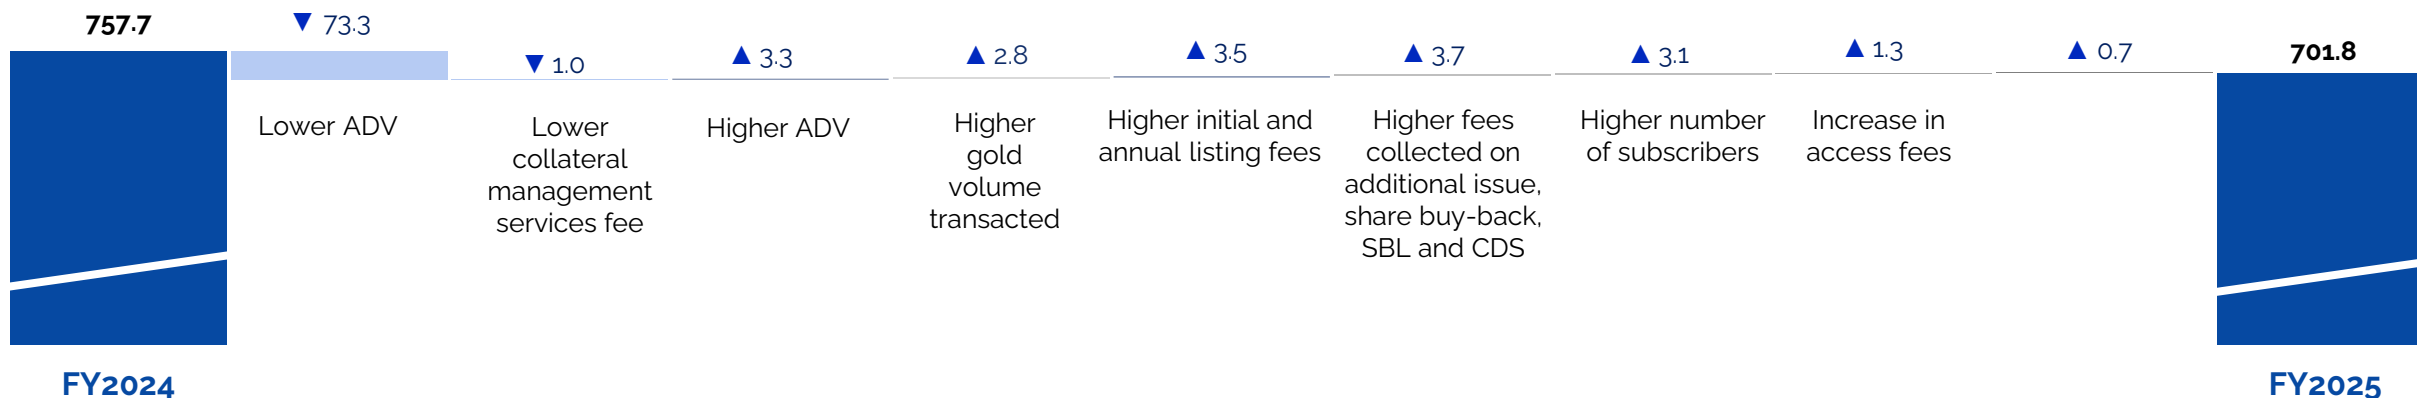 757.7
▼ 73.3
▼ 1.0
▲ 3.3
▲ 2.8
▲ 3.5
▲ 3.7
▲ 3.1
▲ 1.3
▲ 0.7
701.8
Lower ADV
Lower
collateral
management
services fee
Higher ADV
Higher
gold
volume
transacted
Higher initial and
annual listing fees
Higher fees
collected on
additional issue,
share buy-back,
SBL and CDS
Higher number
of subscribers
Increase in
access fees
FY2024
FY2025